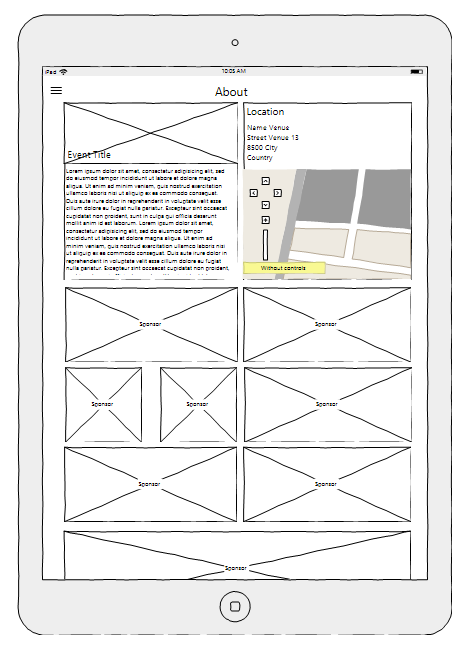 iPad
10:05 AM
About
Event Title
Lorem ipsum dolor sit amet, consectetur adipisicing elit, sed
do eiusmod tempor incididunt ut labore et dolore magna
aliqua. Ut enim ad minim veniam, quis nostrud exercitation
ullamco laboris nisi ut aliquip ex ea commodo consequat.
Duis aute irure dolor in reprehenderit in voluptate velit esse
cillum dolore eu fugiat nulla pariatur. Excepteur sint occaecat
cupidatat non proident, sunt in culpa qui officia deserunt
mollit anim id est laborum. Lorem ipsum dolor sit amet,
consectetur adipisicing elit, sed do eiusmod tempor
incididunt ut labore et dolore magna aliqua. Ut enim ad
minim veniam, quis nostrud exercitation ullamco laboris nisi
ut aliquip ex ea commodo consequat. Duis aute irure dolor in
reprehenderit in voluptate velit esse cillum dolore eu fugiat
nulla pariatur. Excepteur sint occaecat cupidatat non proident,
Location
Name Venue
Street Venue 13
8500 City
Country
Without controls
Sponsor
Sponsor
Sponsor
Sponsor
Sponsor
Sponsor
Sponsor
Sponsor